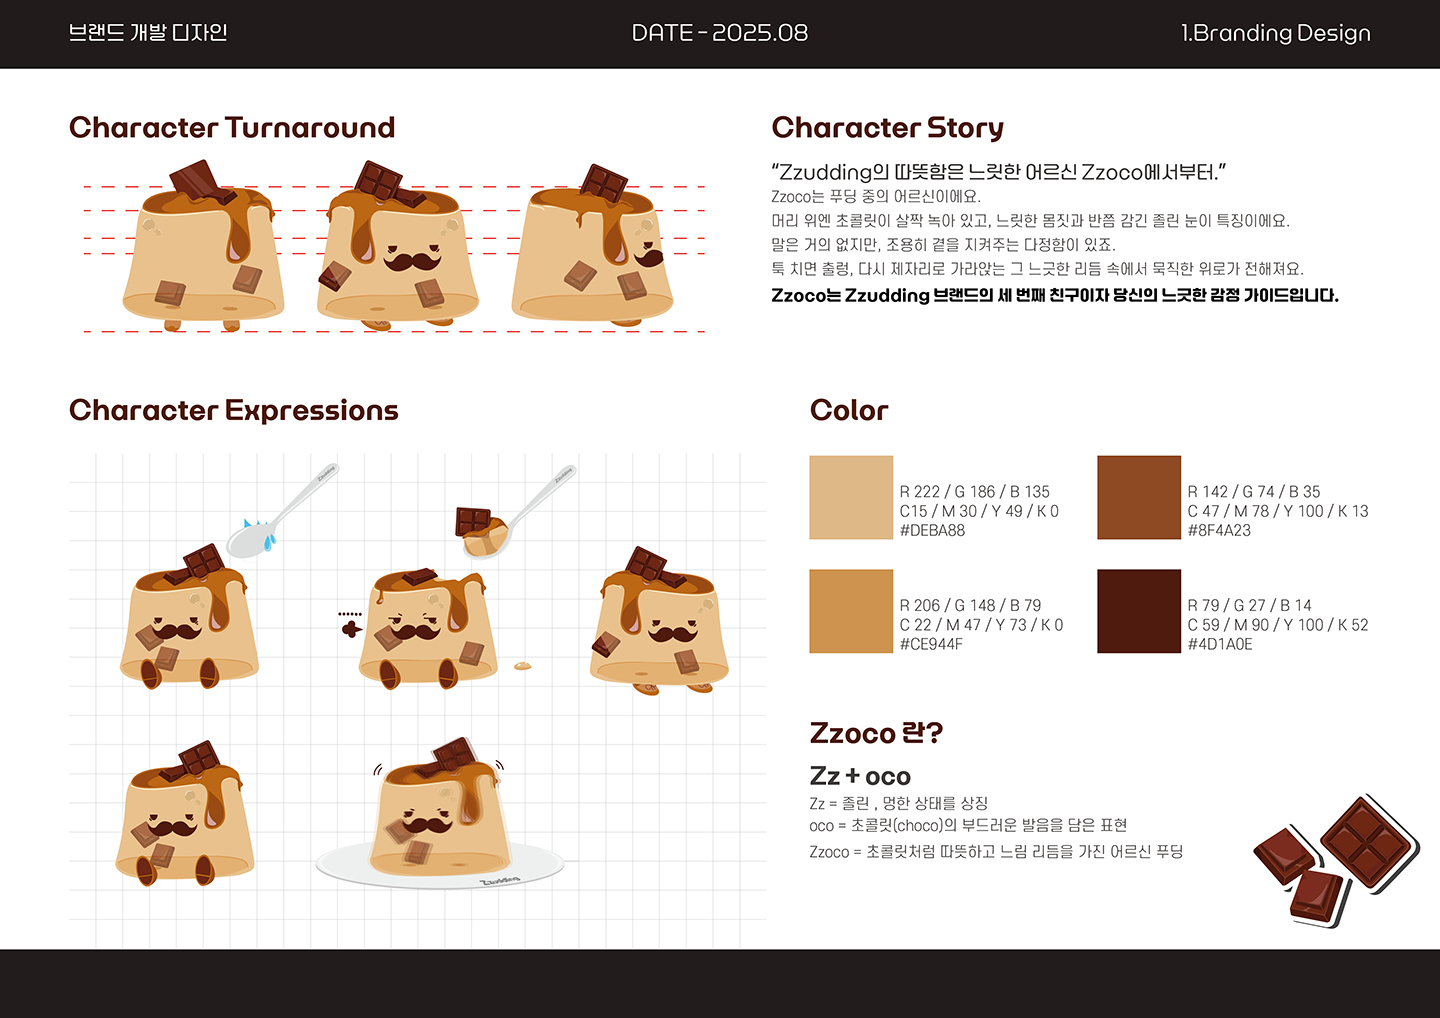 브랜드 개발 디자인
DATE - 2025.08
1.Branding Design
Character Turnaround
Character Story
“Zzudding의 따뜻함은 느릿한 어르신 Zzoco에서부터.”
Zzoco는 푸딩 중의 어르신이에요.
머리 위엔 초콜릿이 살짝 녹아 있고, 느릿한 몸짓과 반쯤 감긴 졸린 눈이 특징이에요.
말은 거의 없지만, 조용히 곁을 지켜주는 다정함이 있죠.
툭 치면 출렁, 다시 제자리로 가라앉는 그 느긋한 리듬 속에서 묵직한 위로가 전해져요.
Zzoco는 Zzudding 브랜드의 세 번째 친구이자 당신의 느긋한 감정 가이드입니다.
Character Expressions
Zzudding
Zzudding
Zzudding
Color
R 222 / G 186 / B 135
C15 / M 30 / Y 49 / K 0
#DEBA88
R 142 / G 74 / B 35
C 47 / M 78 / Y 100 / K 13
#8F4A23
R 206 / G 148 / B 79
C 22 / M 47 / Y 73 / K 0
#CE944F
R 79 / G 27 / B 14
C 59 / M 90 / Y 100 / K 52
#4D1A0E
Zzoco 란?
Zz + oco
Zz = 졸린 , 멍한 상태를 상징
oco = 초콜릿(choco)의 부드러운 발음을 담은 표현
Zzoco = 초콜릿처럼 따뜻하고 느림 리듬을 가진 어르신 푸딩